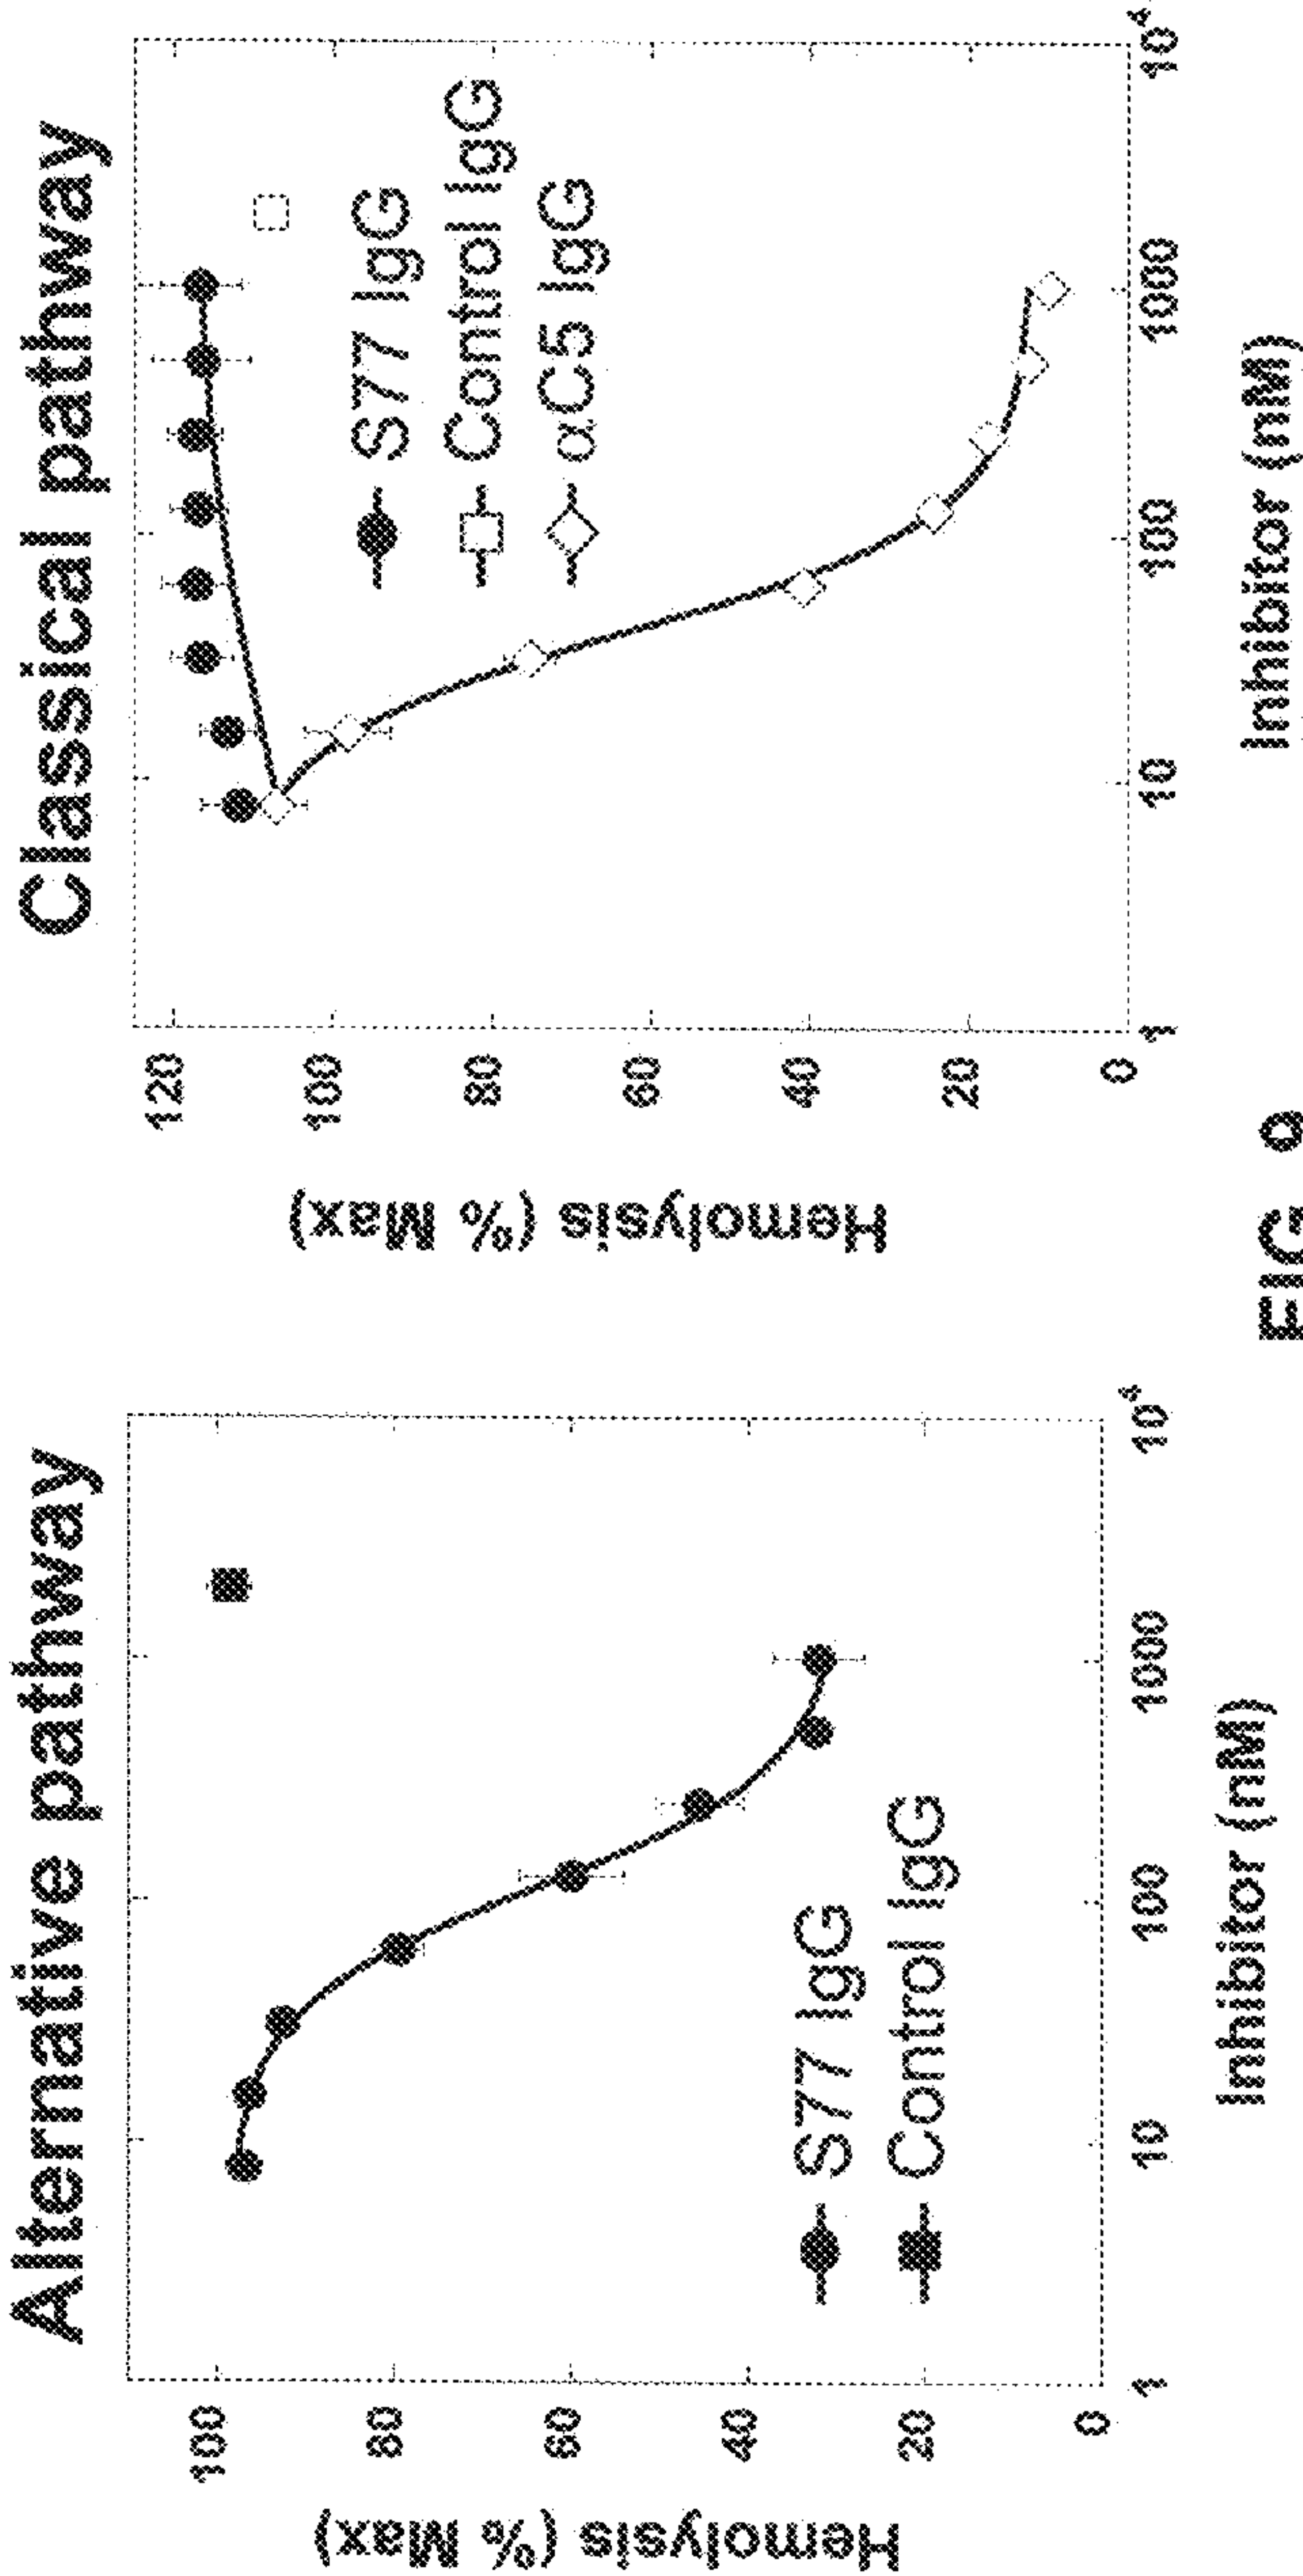 Alternative pathway
Hemolysis (% Max)
100
80
60
40
20
0
S77 IgG
Control IgG
1
10
100
1000
10⁴
Inhibitor (nM)
Classical pathway
Hemolysis (% Max)
120
100
80
60
40
20
0
S77 IgG
Control IgG
αC5 IgG
1
10
100
1000
10⁴
Inhibitor (nM)
FIG